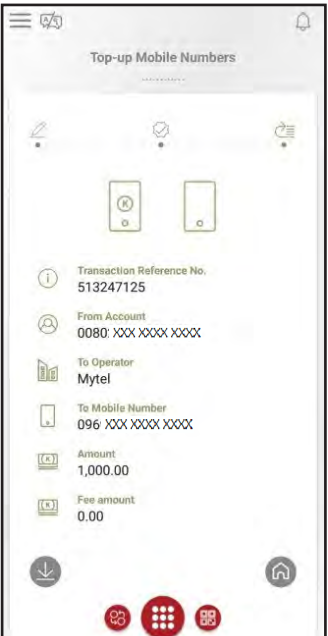 Top-up Mobile Numbers
Transaction Reference No.
513247125
From Account
0080: XXX XXXX XXXX
To Operator
Mytel
To Mobile Number
096 XXX XXXX XXXX
Amount
1,000.00
Fee amount
0.00